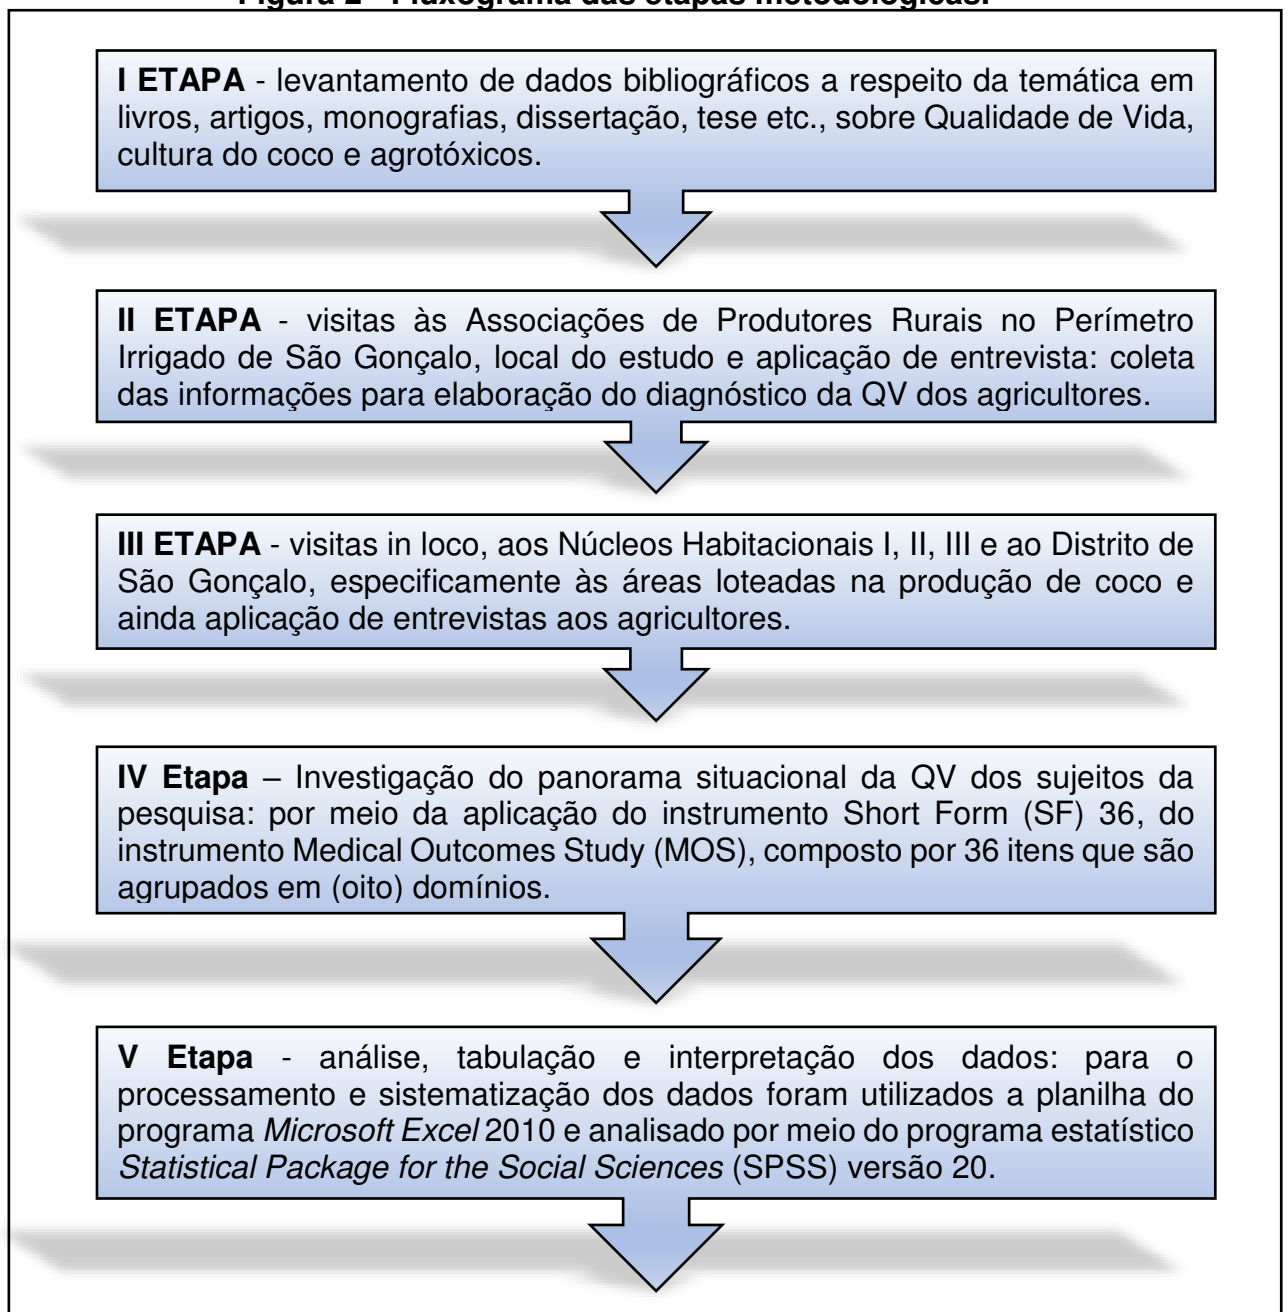 Figura 2 - Fluxograma das etapas metodológicas.
I ETAPA - levantamento de dados bibliográficos a respeito da temática em
livros, artigos, monografias, dissertação, tese etc., sobre Qualidade de Vida,
cultura do coco e agrotóxicos.
II ETAPA - visitas às Associações de Produtores Rurais no Perímetro
Irrigado de São Gonçalo, local do estudo e aplicação de entrevista: coleta
das informações para elaboração do diagnóstico da QV dos agricultores.
III ETAPA - visitas in loco, aos Núcleos Habitacionais I, II, III e ao Distrito de
São Gonçalo, especificamente às áreas loteadas na produção de coco e
ainda aplicação de entrevistas aos agricultores.
IV Etapa – Investigação do panorama situacional da QV dos sujeitos da
pesquisa: por meio da aplicação do instrumento Short Form (SF) 36, do
instrumento Medical Outcomes Study (MOS), composto por 36 itens que são
agrupados em (oito) domínios.
V Etapa - análise, tabulação e interpretação dos dados: para o
processamento e sistematização dos dados foram utilizados a planilha do
programa Microsoft Excel 2010 e analisado por meio do programa estatístico
Statistical Package for the Social Sciences (SPSS) versão 20.